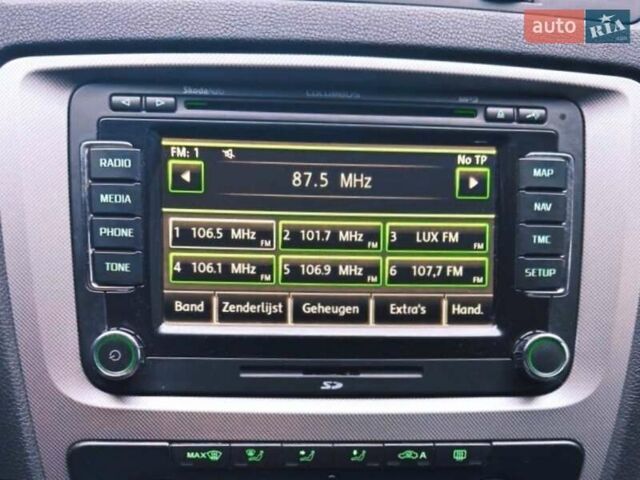 auto RIA.com
SkodaAuto COLUMBUS
RADIO
MEDIA
PHONE
TONE
FM: 1 No TP
87.5 MHz
1 106.5 MHz FM 2 101.7 MHz FM 3 LUX FM FM
4 106.1 MHz FM 5 106.9 MHz FM 6 107,7 FM FM
Band Zenderlijst Geheugen Extra's Hand.
MAP
NAV
TMC
SETUP
SD
MAX A